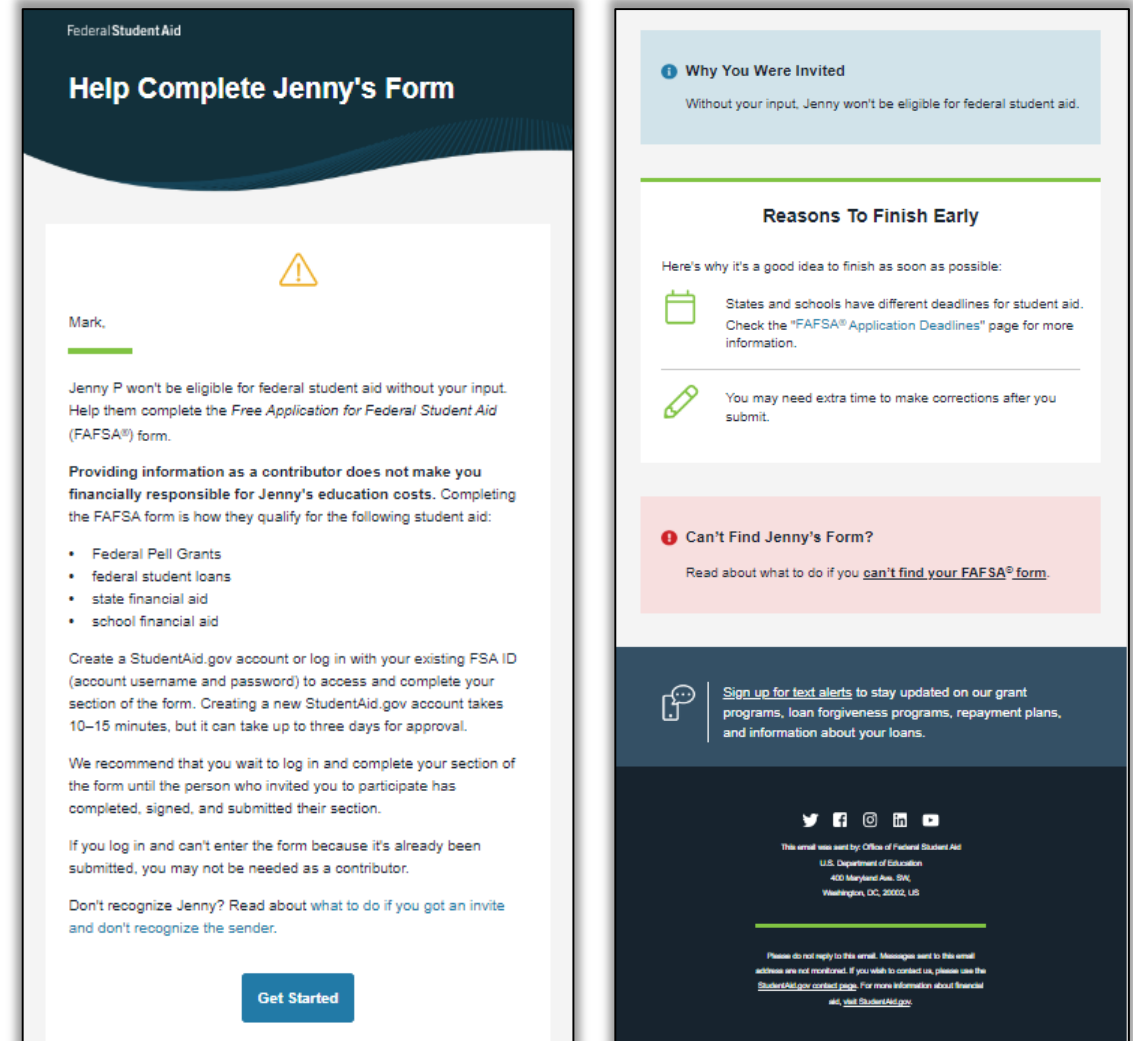 Federal Student Aid
Help Complete Jenny's Form
Mark,
Jenny P won't be eligible for federal student aid without your input.
Help them complete the Free Application for Federal Student Aid
(FAFSA®) form.
Providing information as a contributor does not make you
financially responsible for Jenny's education costs. Completing
the FAFSA form is how they qualify for the following student aid:
• Federal Pell Grants
• federal student loans
• state financial aid
• school financial aid
Create a StudentAid.gov account or log in with your existing FSA ID
(account username and password) to access and complete your
section of the form. Creating a new StudentAid.gov account takes
10–15 minutes, but it can take up to three days for approval.
We recommend that you wait to log in and complete your section of
the form until the person who invited you to participate has
completed, signed, and submitted their section.
If you log in and can't enter the form because it's already been
submitted, you may not be needed as a contributor.
Don't recognize Jenny? Read about what to do if you got an invite
and don't recognize the sender.
Get Started
Why You Were Invited
Without your input, Jenny won't be eligible for federal student aid.
Reasons To Finish Early
Here's why it's a good idea to finish as soon as possible:
States and schools have different deadlines for student aid.
Check the "FAFSA® Application Deadlines" page for more
information.
You may need extra time to make corrections after you
submit.
Can’t Find Jenny’s Form?
Read about what to do if you can’t find your FAFSA® form.
Sign up for text alerts to stay updated on our grant
programs, loan forgiveness programs, repayment plans,
and information about your loans.
This email was sent by: Office of Federal Student Aid
U.S. Department of Education
400 Maryland Ave. SW,
Washington, DC, 20002, US
Please do not reply to this email. Messages sent to this email
address are not monitored. If you wish to contact us, please use the
StudentAid.gov contact page. For more information about financial
aid, visit StudentAid.gov.